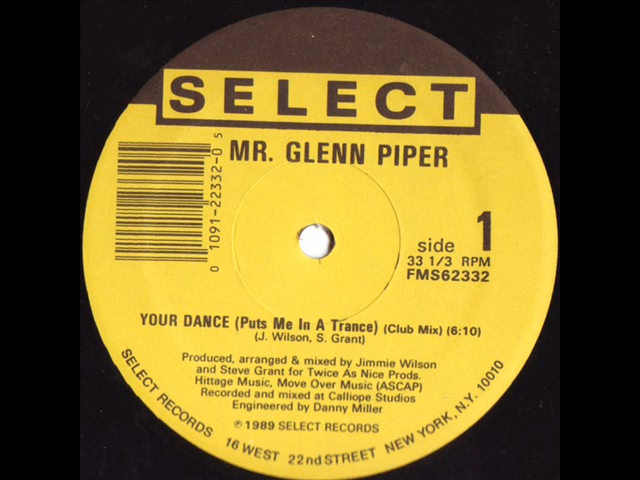 SELECT
MR. GLENN PIPER
0 1091-22332-0 5
side 1
33 1/3 RPM
FMS62332
YOUR DANCE (Puts Me In A Trance) (Club Mix) (6:10)
(J. Wilson, S. Grant)
Produced, arranged & mixed by Jimmie Wilson
and Steve Grant for Twice As Nice Prods.
Hittage Music, Move Over Music (ASCAP)
Recorded and mixed at Calliope Studios
Engineered by Danny Miller
℗ © 1989 SELECT RECORDS
SELECT RECORDS 16 WEST 22nd STREET NEW YORK, N.Y. 10010